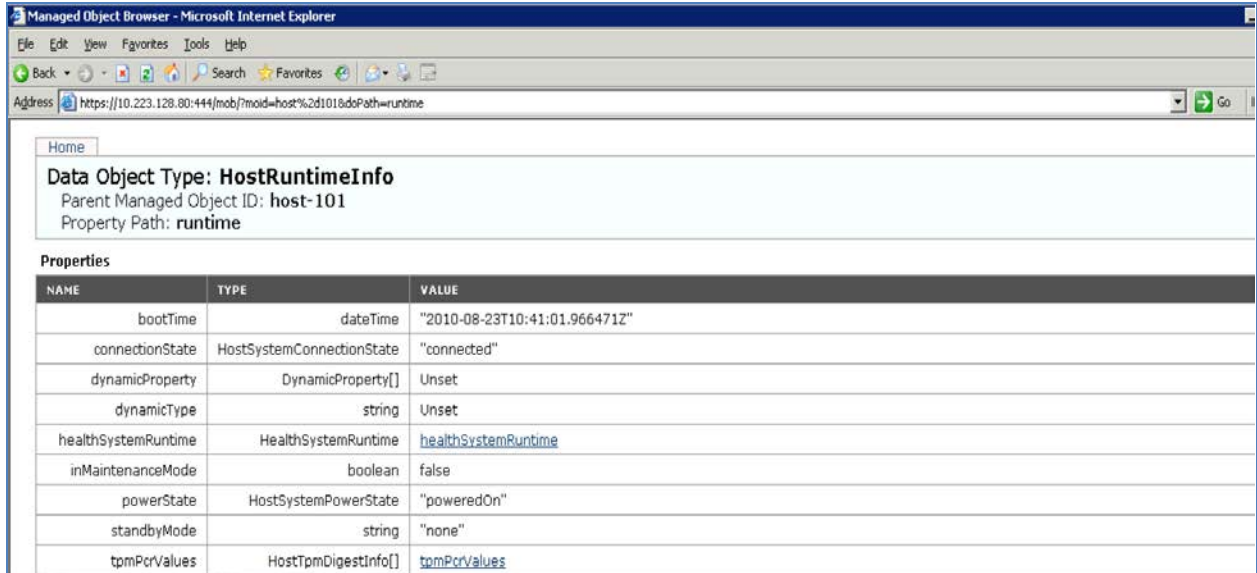 Managed Object Browser - Microsoft Internet Explorer
File Edit View Favorites Tools Help
Back Search Favorites
Address https://10.223.128.80:444/mob/?moid=host%2d101&doPath=runtime Go
Home
Data Object Type: HostRuntimeInfo
Parent Managed Object ID: host-101
Property Path: runtime
Properties
NAME TYPE VALUE
bootTime dateTime "2010-08-23T10:41:01.966471Z"
connectionState HostSystemConnectionState "connected"
dynamicProperty DynamicProperty[] Unset
dynamicType string Unset
healthSystemRuntime HealthSystemRuntime healthSystemRuntime
inMaintenanceMode boolean false
powerState HostSystemPowerState "poweredOn"
standbyMode string "none"
tpmPcrValues HostTpmDigestInfo[] tpmPcrValues